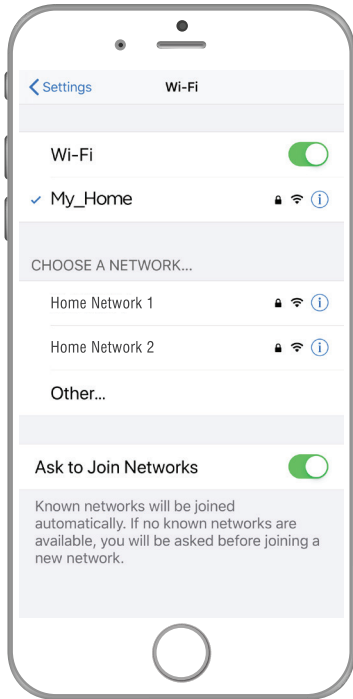 Settings Wi-Fi
Wi-Fi
My_Home
CHOOSE A NETWORK...
Home Network 1
Home Network 2
Other...
Ask to Join Networks
Known networks will be joined
automatically. If no known networks are
available, you will be asked before joining a
new network.